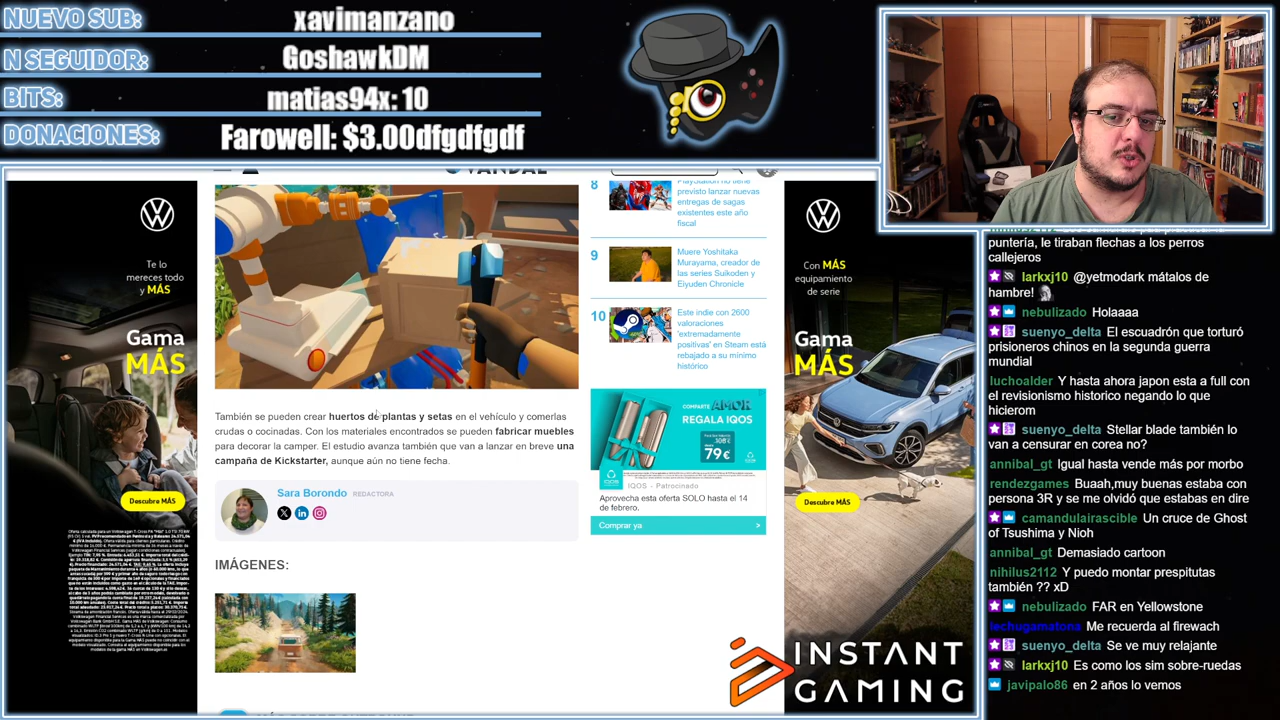 NUEVO SUB:
xavimanzano
N SEGUIDOR:
GoshawkDM
BITS:
matias94x: 10
DONACIONES:
Farowell: $3.00dfgdfgdf
VANDAL
Te lo
mereces todo
y MÁS
Gama
MÁS
Descubre MÁS
8
PlayStation no tiene
previsto lanzar nuevas
entregas de sagas
existentes este año
fiscal
9
Muere Yoshitaka
Murayama, creador de
las series Suikoden y
Eiyuden Chronicle
10
Este indie con 2600
valoraciones
'extremadamente
positivas' en Steam está
rebajado a su mínimo
histórico
COMPARTE AMOR,
REGALA IQOS
79€
IQOS - Patrocinado
Aprovecha esta oferta SOLO hasta el 14
de febrero.
Comprar ya
También se pueden crear huertos de plantas y setas en el vehículo y comerlas
crudas o cocinadas. Con los materiales encontrados se pueden fabricar muebles
para decorar la camper. El estudio avanza también que van a lanzar en breve una
campaña de Kickstarter, aunque aún no tiene fecha.
Sara Borondo REDACTORA
IMÁGENES:
Con MÁS
equipamiento
de serie
Gama
MÁS
Descubre MÁS
INSTANT
GAMING
puntería, le tiraban flechas a los perros
callejeros
larkxj10 @yetmodark mátalos de
hambre!
nebulizado Holaaaa
suenyo_delta El escuadrón que torturó
prisioneros chinos en la segunda guerra
mundial
luchoalder Y hasta ahora japon esta a full con
el revisionismo historico negando lo que
hicierom
suenyo_delta Stellar blade también lo
van a censurar en corea no?
annibal_gt Igual hasta vende más por morbo
rendezgames Buenas,muy buenas estaba con
persona 3R y se me olvidó que estabas en dire
camandulairascible Un cruce de Ghost
of Tsushima y Nioh
annibal_gt Demasiado cartoon
nihilus2112 Y puedo montar prespitutas
también ?? xD
nebulizado FAR en Yellowstone
lechugamatona Me recuerda al firewach
suenyo_delta Se ve muy relajante
larkxj10 Es como los sim sobre-ruedas
javipalo86 en 2 años lo vemos